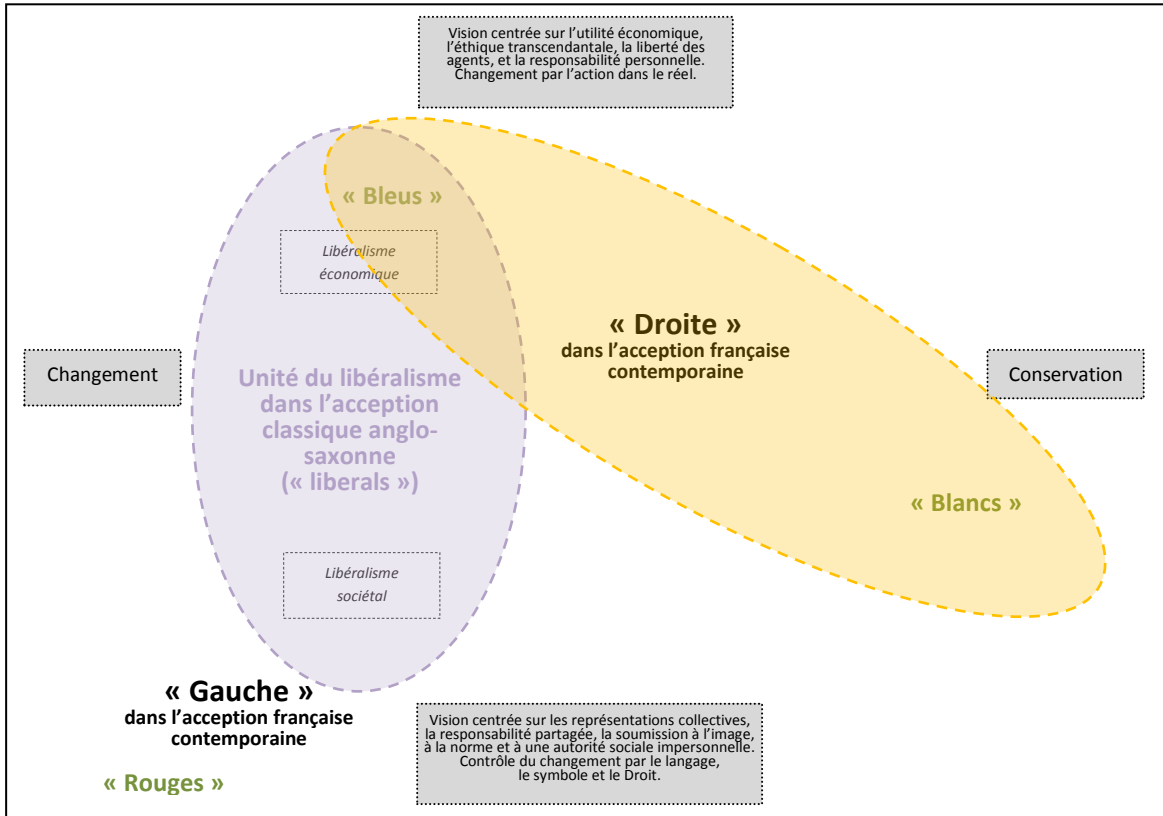 Vision centrée sur l'utilité économique,
l'éthique transcendantale, la liberté des
agents, et la responsabilité personnelle.
Changement par l'action dans le réel.
« Bleus »
Libéralisme
économique
« Droite »
dans l'acception française
contemporaine
Changement
Conservation
Unité du libéralisme
dans l'acception
classique anglo-
saxonne
(« liberals »)
« Blancs »
Libéralisme
sociétal
« Gauche »
dans l'acception française
contemporaine
« Rouges »
Vision centrée sur les représentations collectives,
la responsabilité partagée, la soumission à l'image,
à la norme et à une autorité sociale impersonnelle.
Contrôle du changement par le langage,
le symbole et le Droit.